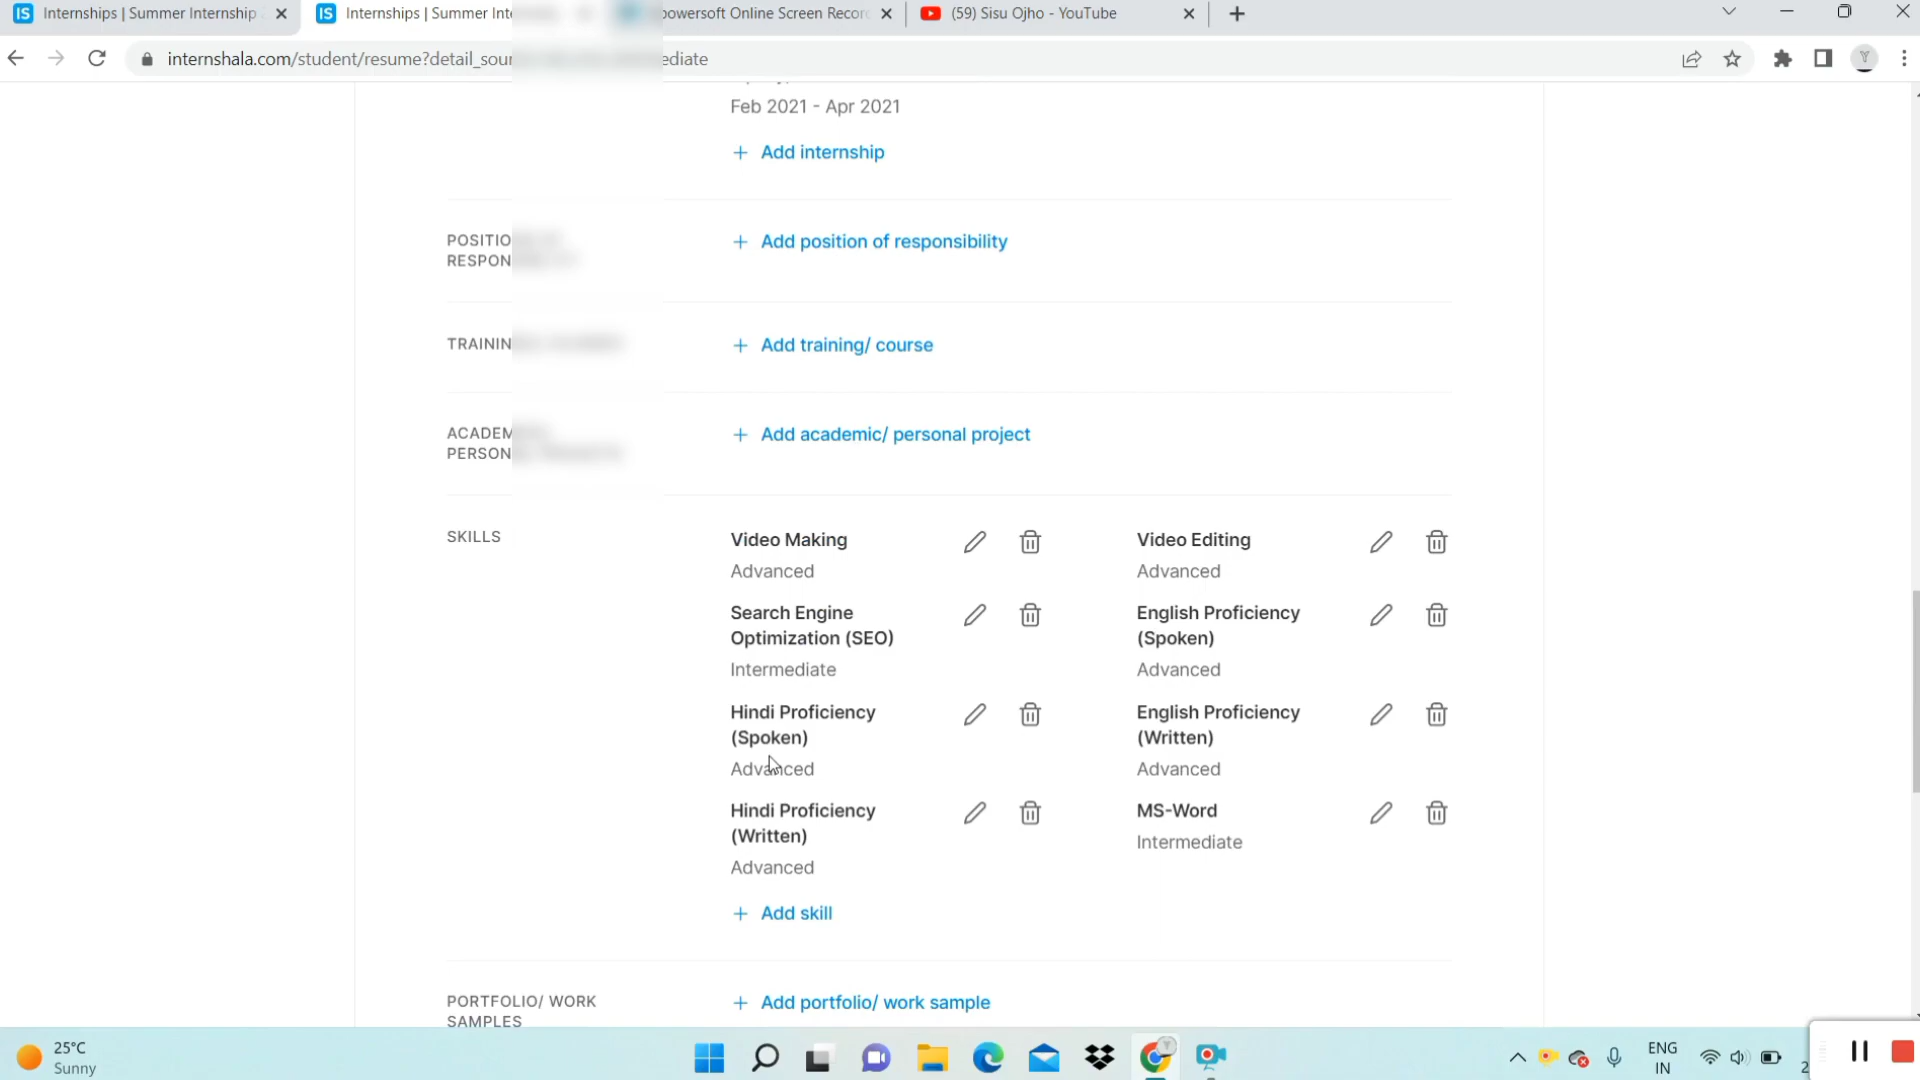 Internships | Summer Internship
Internships | Summer Inte
powersoft Online Screen Recor
(59) Sisu Ojho - YouTube
internshala.com/student/resume?detail_sou
ediate
Feb 2021 - Apr 2021
+ Add internship
POSITIO
RESPON
+ Add position of responsibility
TRAININ
+ Add training/ course
ACADEM
PERSON
+ Add academic/ personal project
SKILLS
Video Making
Advanced
Video Editing
Advanced
Search Engine
Optimization (SEO)
Intermediate
English Proficiency
(Spoken)
Advanced
Hindi Proficiency
(Spoken)
Advanced
English Proficiency
(Written)
Advanced
Hindi Proficiency
(Written)
Advanced
MS-Word
Intermediate
+ Add skill
PORTFOLIO/ WORK
SAMPLES
+ Add portfolio/ work sample
25°C
Sunny
ENG
IN